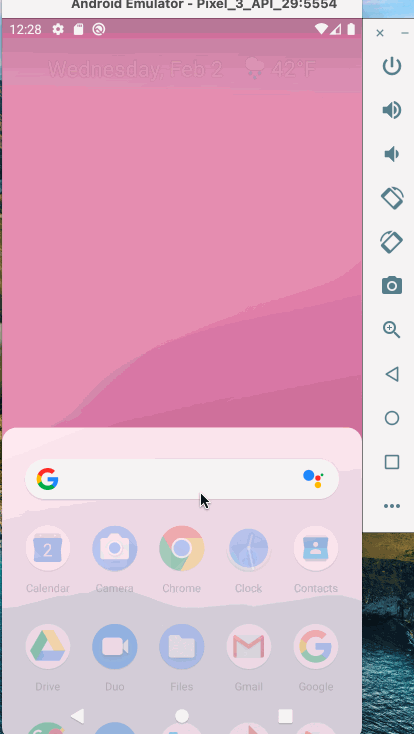 Android Emulator - Pixel_3_API_29:5554
12:28
Wednesday, Feb 2 42°F
G
2
Calendar Camera Chrome Clock Contacts
Drive Duo Files Gmail Google